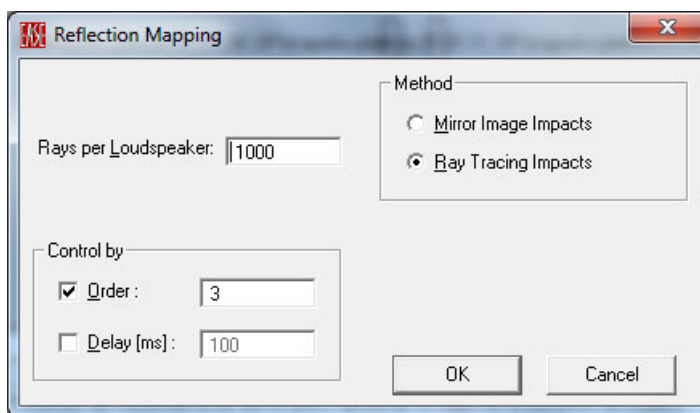 EASE Reflection Mapping
Method
Mirror Image Impacts
Rays per Loudspeaker: 1000
Ray Tracing Impacts
Control by
Order : 3
Delay [ms] : 100
OK Cancel